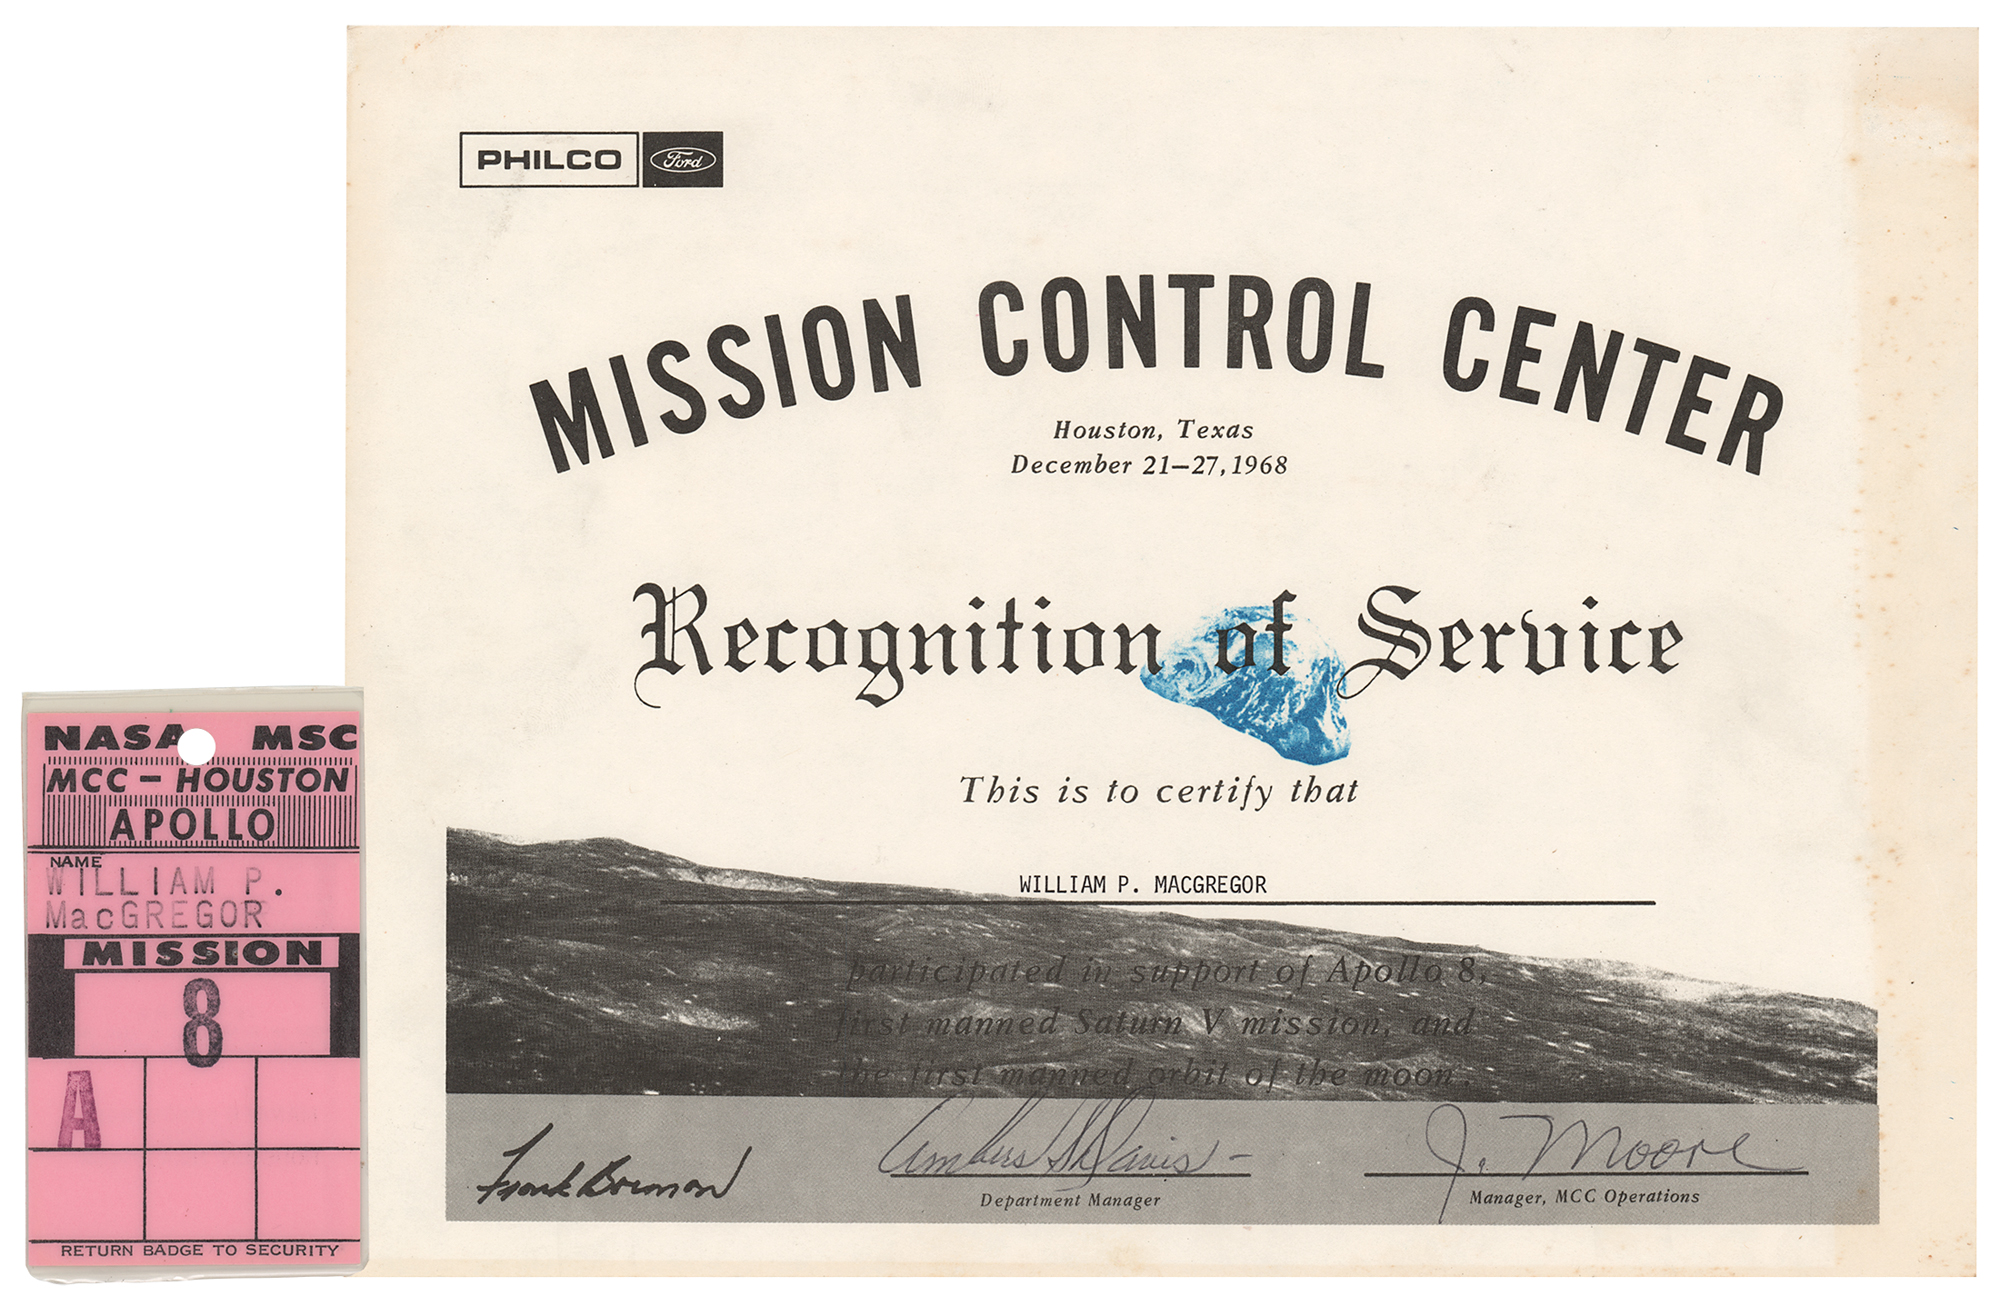 PHILCO Ford
MISSION CONTROL CENTER
Houston, Texas
December 21–27, 1968
Recognition of Service
This is to certify that
WILLIAM P. MACGREGOR
participated in support of Apollo 8,
first manned Saturn V mission, and
the first manned orbit of the moon.
Frank Borman
Davis
J. Moore
Department Manager
Manager, MCC Operations
NASA MSC
MCC – HOUSTON
APOLLO
NAME
WILLIAM P.
MacGREGOR
MISSION
8
A
RETURN BADGE TO SECURITY